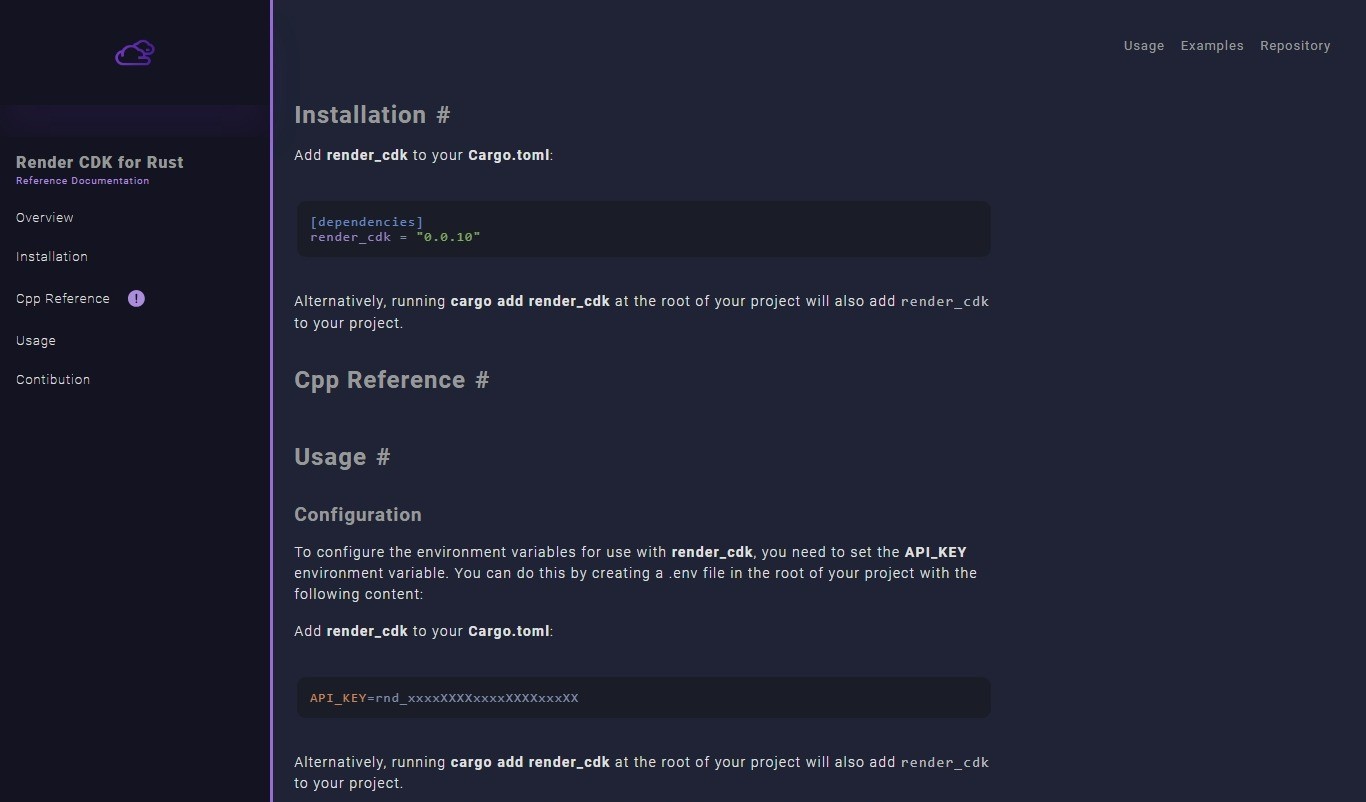 Usage Examples Repository
Render CDK for Rust
Reference Documentation
Overview
Installation
Cpp Reference !
Usage
Contibution
Installation #
Add render_cdk to your Cargo.toml:
[dependencies]
render_cdk = "0.0.10"
Alternatively, running cargo add render_cdk at the root of your project will also add render_cdk
to your project.
Cpp Reference #
Usage #
Configuration
To configure the environment variables for use with render_cdk, you need to set the API_KEY
environment variable. You can do this by creating a .env file in the root of your project with the
following content:
Add render_cdk to your Cargo.toml:
API_KEY=rnd_xxxxXXXXxxxxXXXXxxxXX
Alternatively, running cargo add render_cdk at the root of your project will also add render_cdk
to your project.